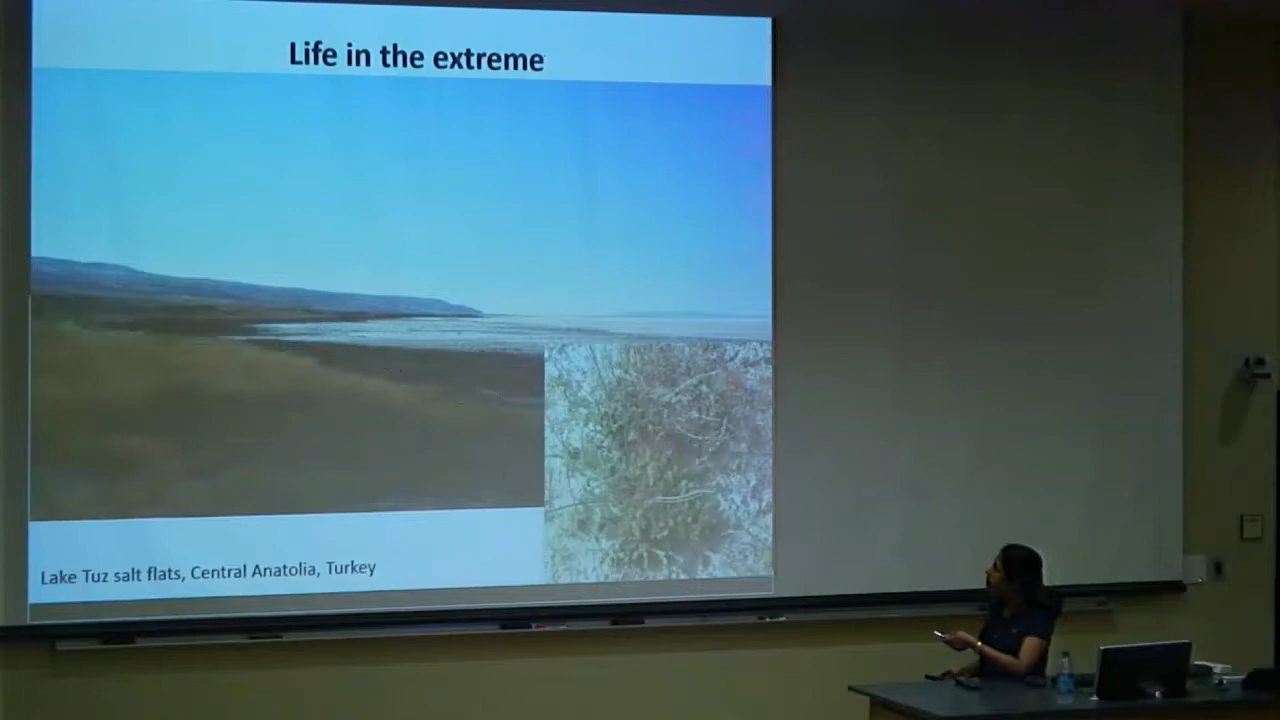 Life in the extreme
Lake Tuz salt flats, Central Anatolia, Turkey